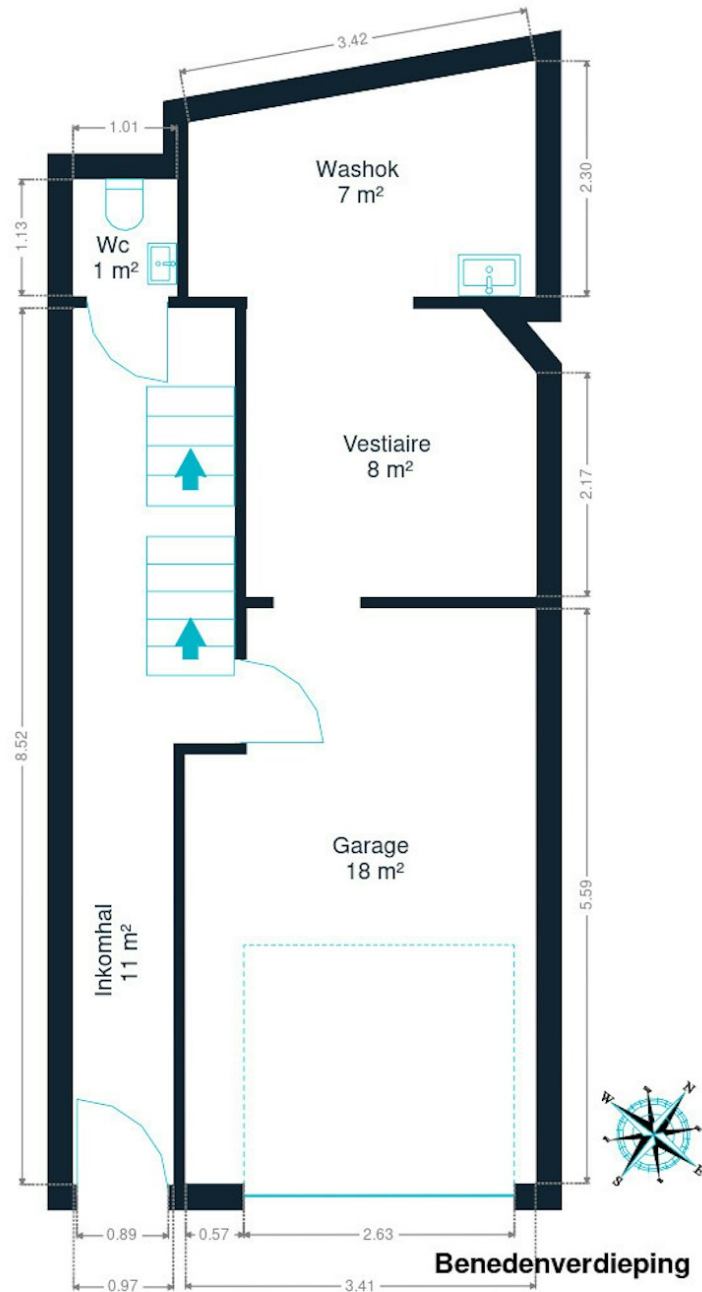 3.42
1.01
Washok
7 m²
2.30
1.13
Wc
1 m²
Vestiaire
8 m²
2.17
8.52
Garage
18 m²
5.59
Inkomhal
11 m²
W
N
S
E
0.89
0.57
2.63
Benedenverdieping
0.97
3.41